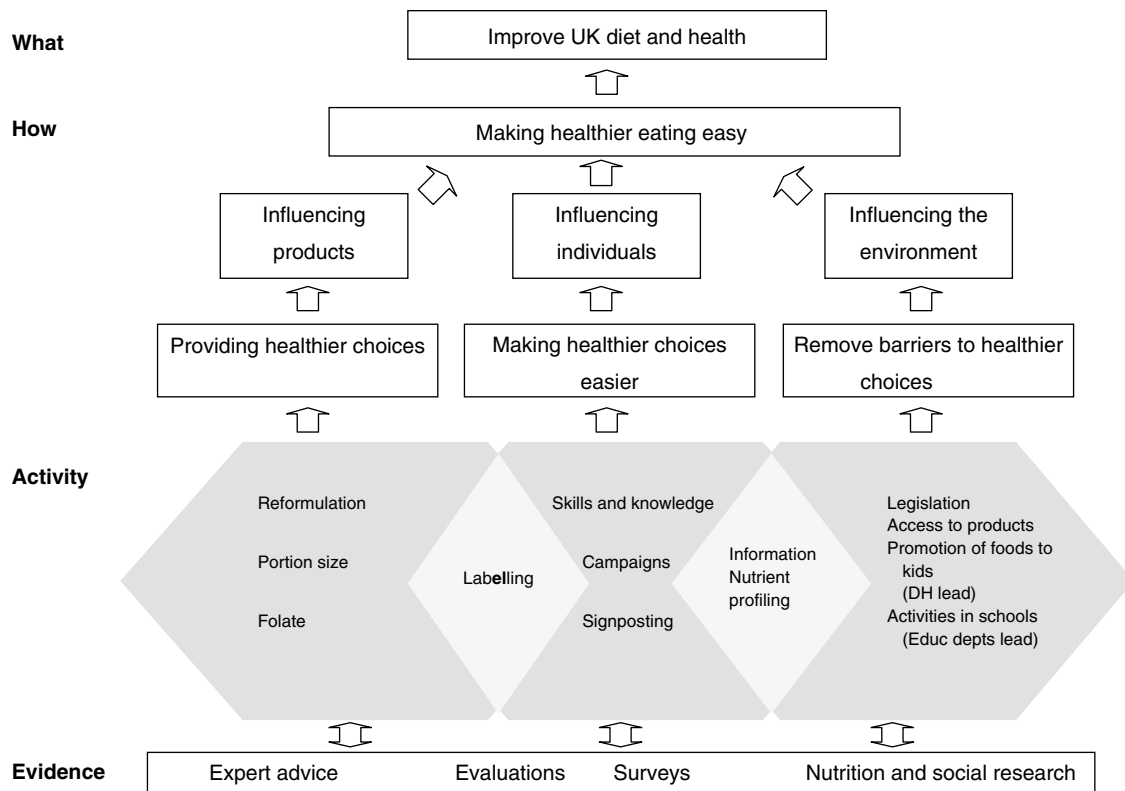 What
Improve UK diet and health
How
Making healthier eating easy
Influencing
products
Influencing
individuals
Influencing the
environment
Providing healthier choices
Making healthier choices
easier
Remove barriers to healthier
choices
Activity
Reformulation
Portion size
Folate
Labelling
Skills and knowledge
Campaigns
Signposting
Information
Nutrient
profiling
Legislation
Access to products
Promotion of foods to
kids
(DH lead)
Activities in schools
(Educ depts lead)
Evidence
Expert advice
Evaluations
Surveys
Nutrition and social research